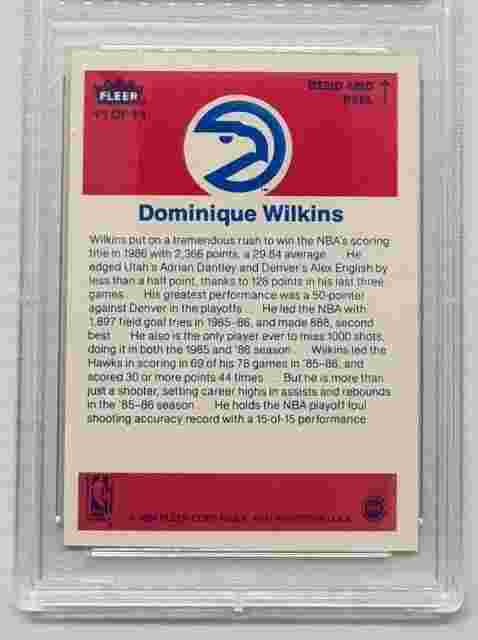 FLEER
11 OF 11
BEND AND
PEEL ↑
Dominique Wilkins
Wilkins put on a tremendous rush to win the NBA's scoring
title in 1986 with 2,366 points, a 29.84 average . . . He
edged Utah's Adrian Dantley and Denver's Alex English by
less than a half point, thanks to 126 points in his last three
games . . . His greatest performance was a 50-pointer
against Denver in the playoffs . . . He led the NBA with
1,897 field goal tries in 1985-86, and made 888, second
best . . . He also is the only player ever to miss 1000 shots,
doing it in both the 1985 and '86 season . . . Wilkins led the
Hawks in scoring in 69 of his 78 games in '85-86, and
scored 30 or more points 44 times . . . But he is more than
just a shooter, setting career highs in assists and rebounds
in the '85-86 season . . . He holds the NBA playoff foul
shooting accuracy record with a 15-of-15 performance.
NBA
FLEER CORP. PHILA., PRINTED IN U.S.A.